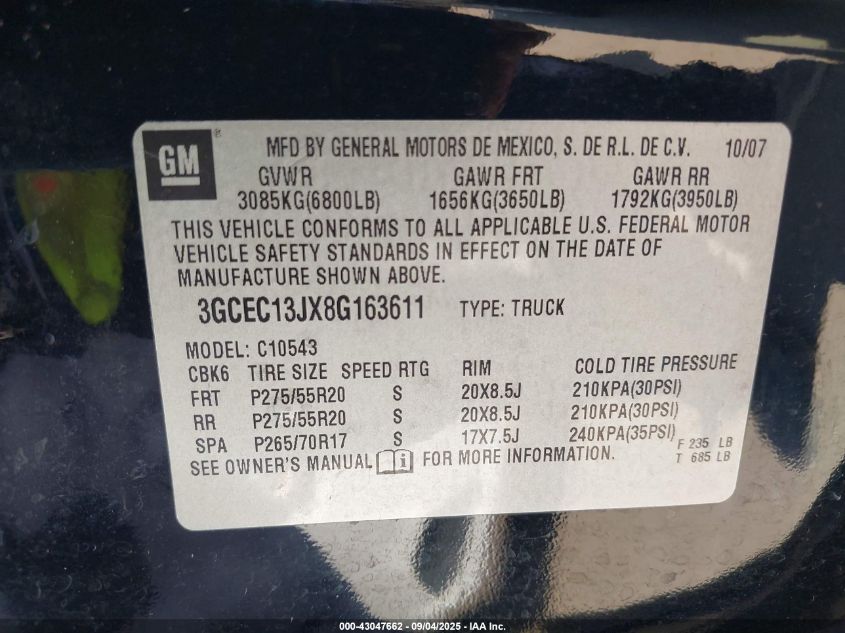 GM ® MFD BY GENERAL MOTORS DE MEXICO, S. DE R.L. DE C.V. 10/07
GVWR GAWR FRT GAWR RR
3085KG(6800LB) 1656KG(3650LB) 1792KG(3950LB)
THIS VEHICLE CONFORMS TO ALL APPLICABLE U.S. FEDERAL MOTOR
VEHICLE SAFETY STANDARDS IN EFFECT ON THE DATE OF
MANUFACTURE SHOWN ABOVE.
3GCEC13JX8G163611 TYPE: TRUCK
MODEL: C10543
CBK6 TIRE SIZE SPEED RTG RIM COLD TIRE PRESSURE
FRT P275/55R20 S 20X8.5J 210KPA(30PSI)
RR P275/55R20 S 20X8.5J 210KPA(30PSI)
SPA P265/70R17 S 17X7.5J 240KPA(35PSI) F 235 LB
SEE OWNER'S MANUAL i FOR MORE INFORMATION. T 685 LB
000-43047662 - 09/04/2025 - IAA Inc.